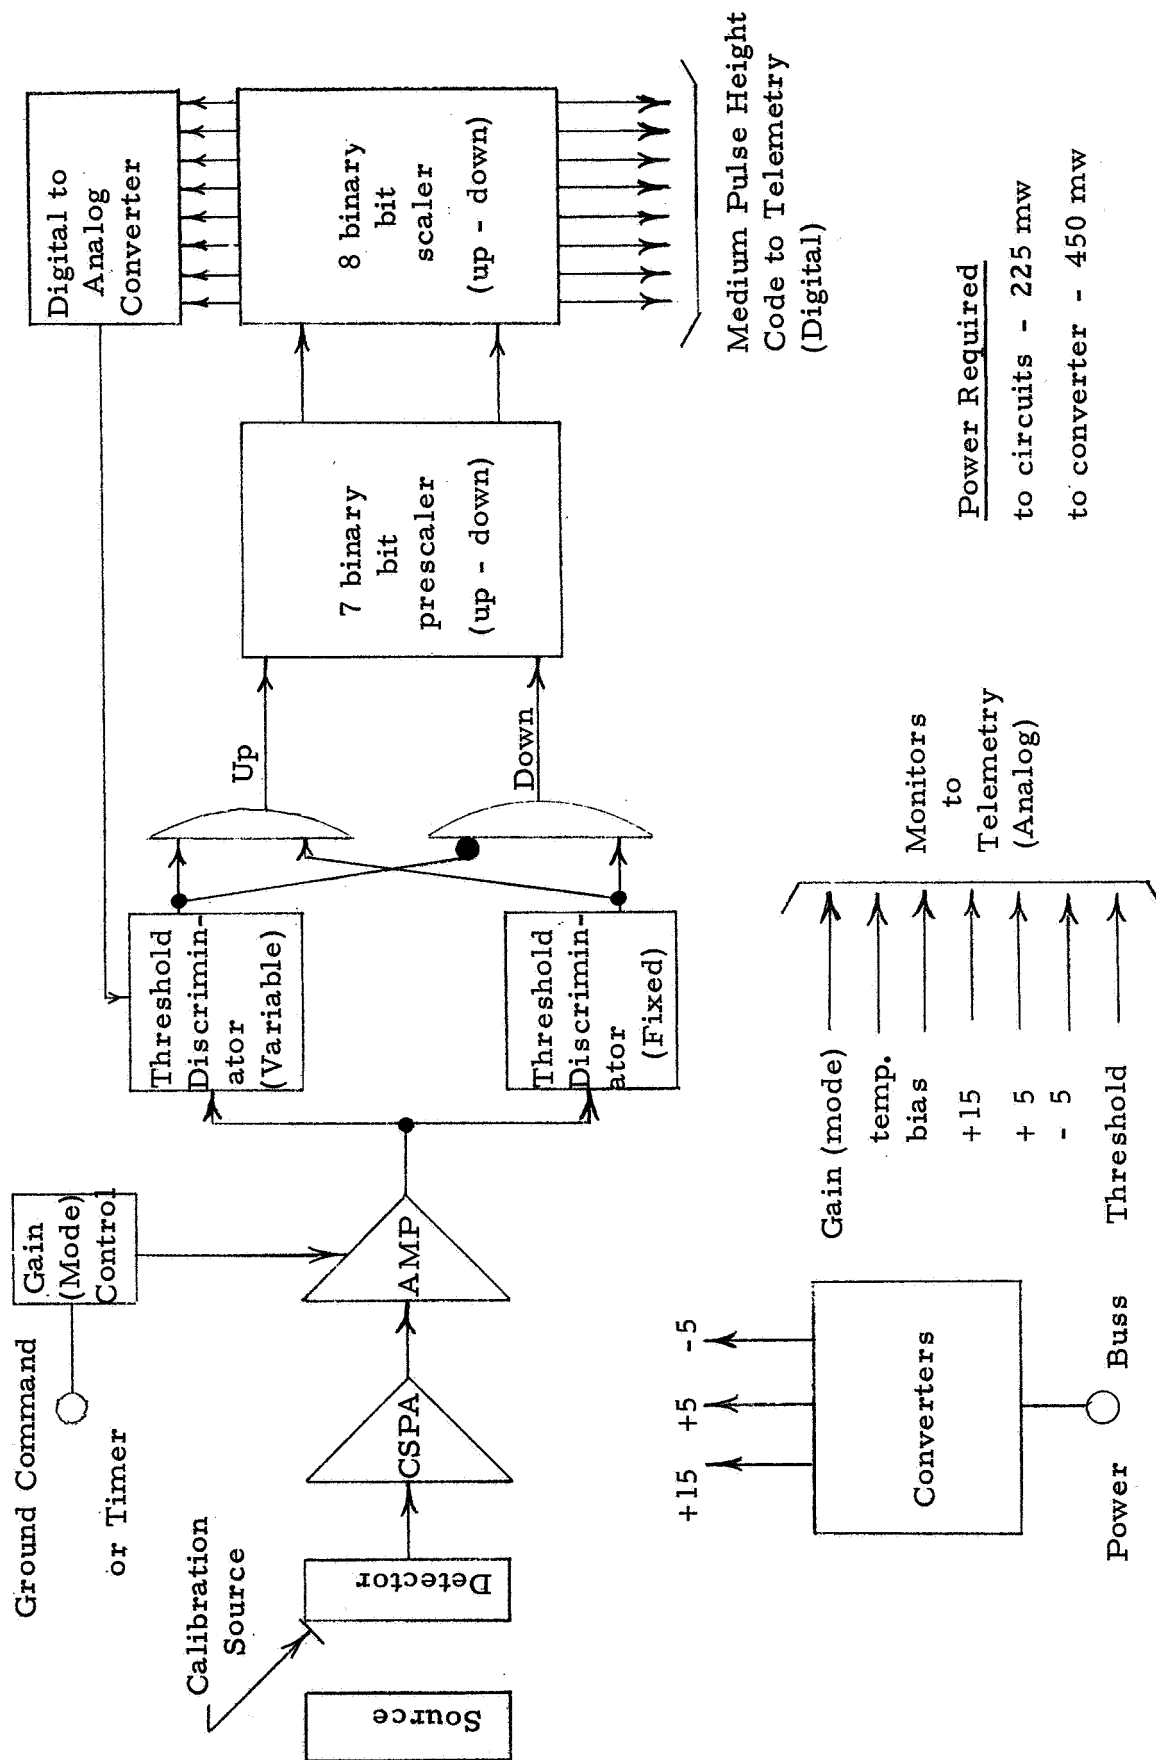 Ground Command
or Timer
Gain
(Mode)
Control
Calibration
Source
Source
Detector
CSPA
AMP
Threshold
Discrimin-
ator
(Variable)
Threshold
Discrimin-
ator
(Fixed)
Up
Down
7 binary
bit
prescaler
(up - down)
8 binary
bit
scaler
(up - down)
Digital to
Analog
Converter
Medium Pulse Height
Code to Telemetry
(Digital)
+15
+5
-5
Converters
Power Buss
Gain (mode)
temp.
bias
+15
+ 5
- 5
Threshold
Monitors
to
Telemetry
(Analog)
Power Required
to circuits - 225 mw
to converter - 450 mw